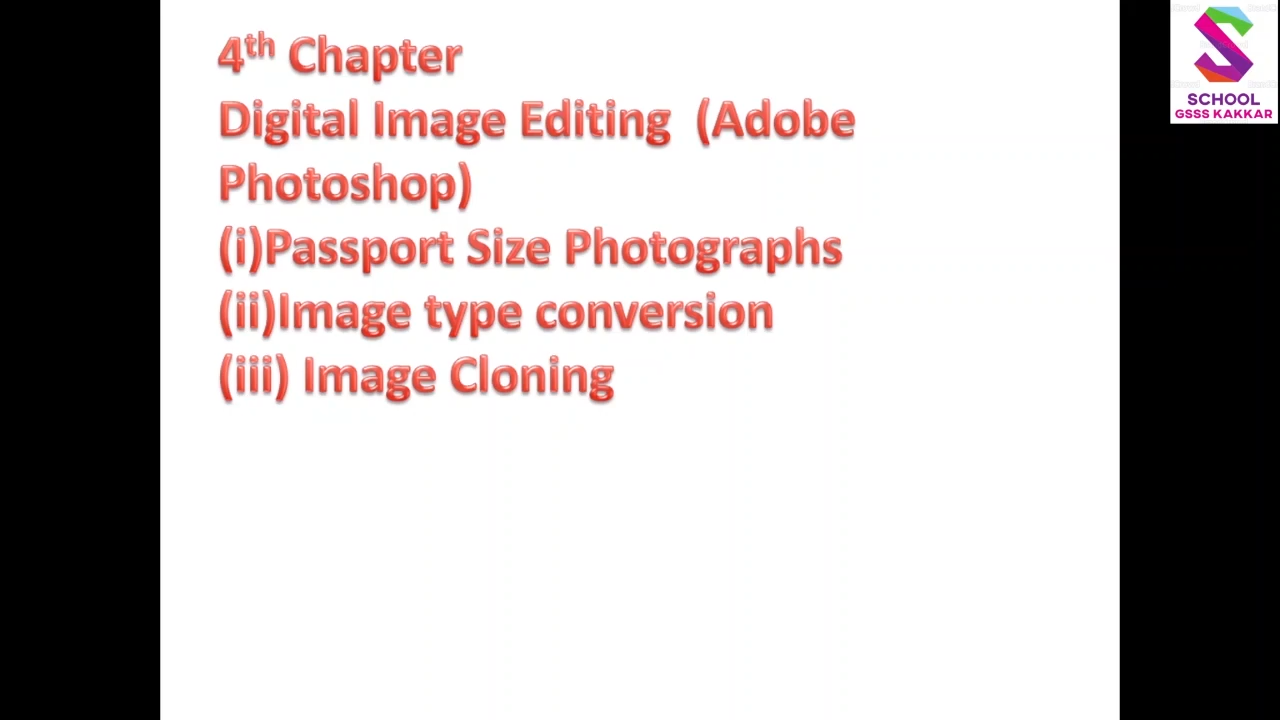 4th Chapter
Digital Image Editing (Adobe
Photoshop)
(i)Passport Size Photographs
(ii)Image type conversion
(iii) Image Cloning
SCHOOL
GSSS KAKKAR